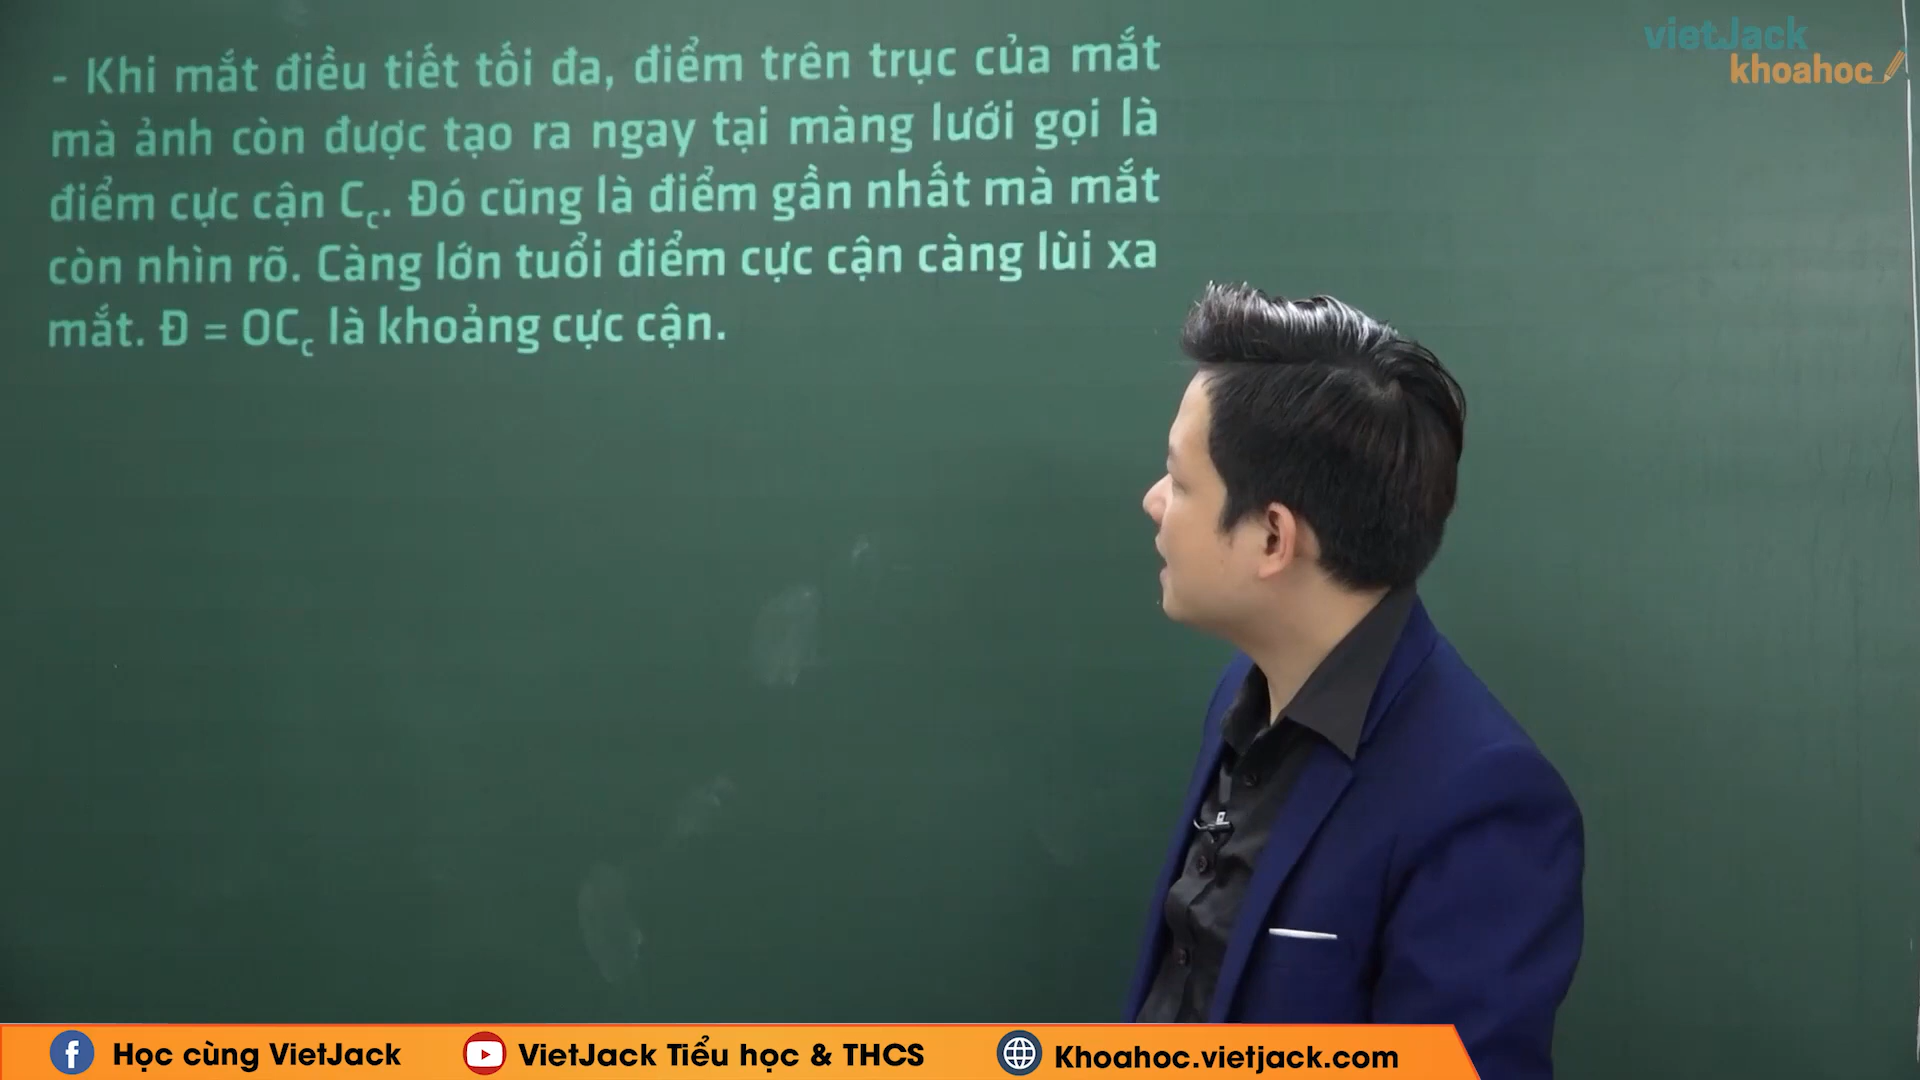 - Khi mắt điều tiết tối đa, điểm trên trục của mắt
mà ảnh còn được tạo ra ngay tại màng lưới gọi là
điểm cực cận Cc. Đó cũng là điểm gần nhất mà mắt
còn nhìn rõ. Càng lớn tuổi điểm cực cận càng lùi xa
mắt. Đ = OCc là khoảng cực cận.
vietJack
khoahoc
Học cùng VietJack
VietJack Tiểu học & THCS
Khoahoc.vietjack.com